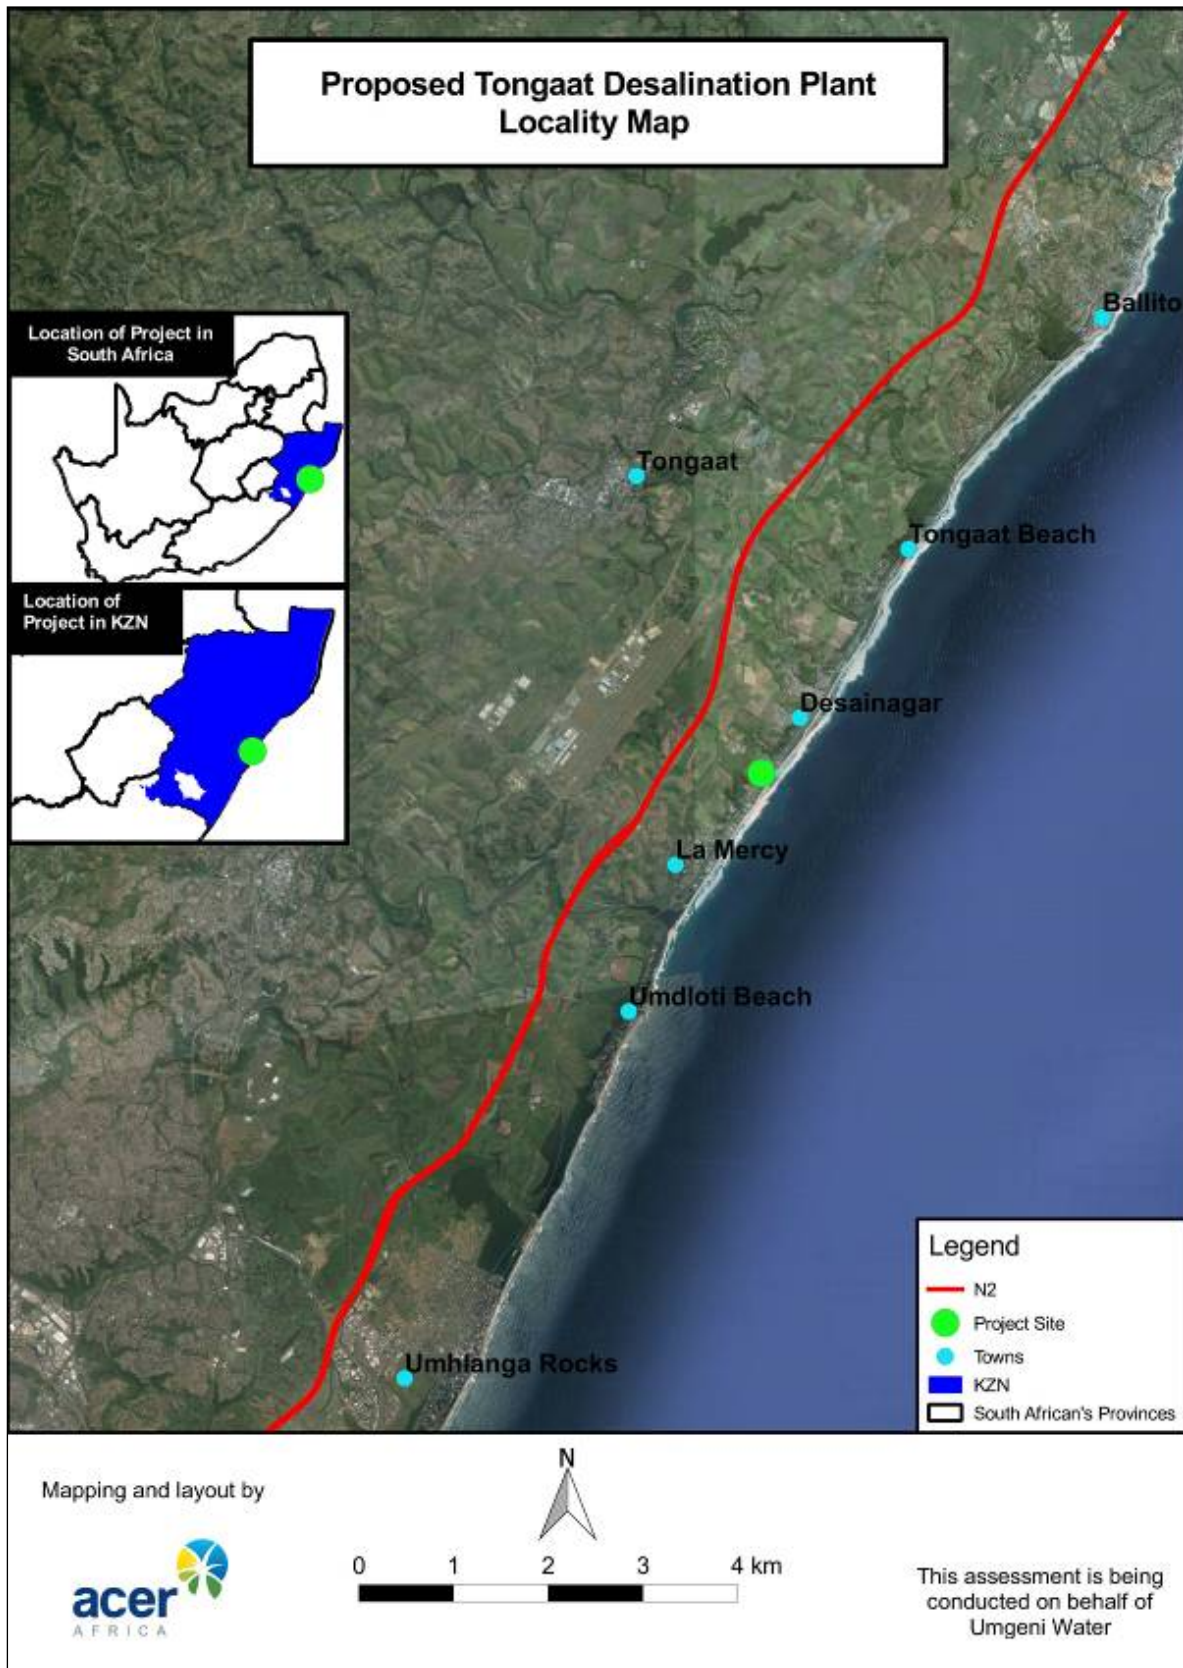 Proposed Tongaat Desalination Plant
Locality Map
Ballito
Location of Project in
South Africa
Tongaat
Tongaat Beach
Location of
Project in KZN
Desainagar
La Mercy
Umdloti Beach
Umhlanga Rocks
Legend
N2
Project Site
Towns
KZN
South African's Provinces
Mapping and layout by
acer
AFRICA
N
0 1 2 3 4 km
This assessment is being
conducted on behalf of
Umgeni Water